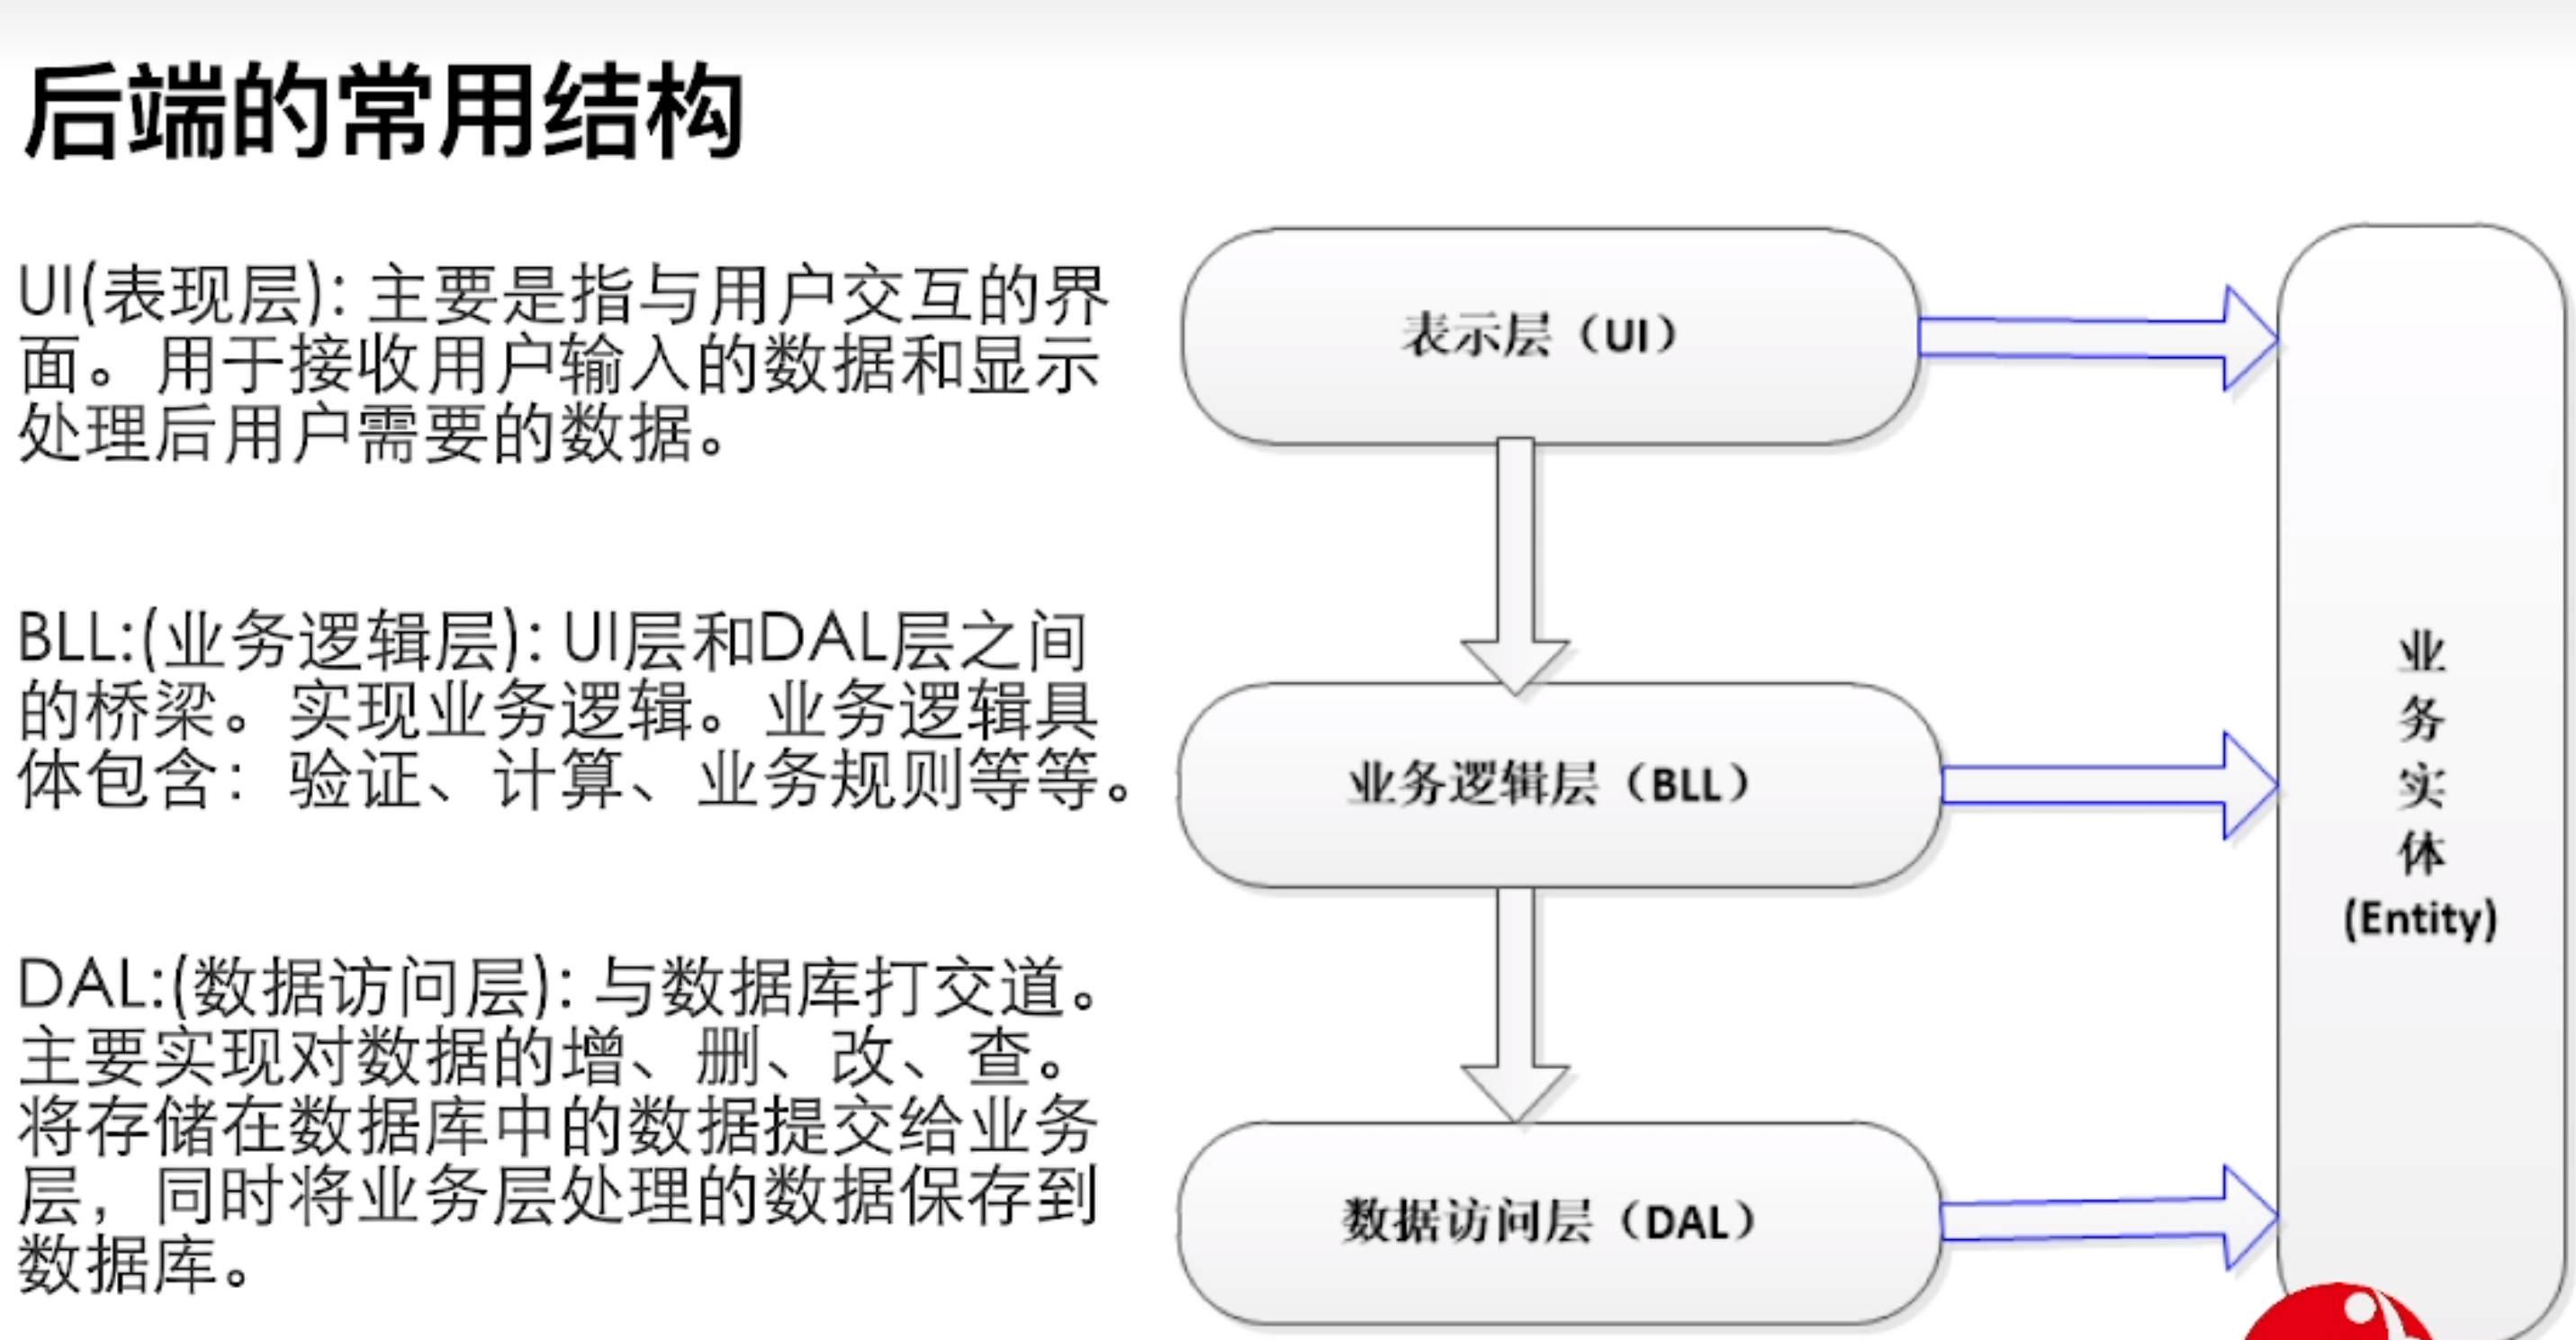 后端的常用结构
UI(表现层): 主要是指与用户交互的界
面。用于接收用户输入的数据和显示
处理后用户需要的数据。
BLL:(业务逻辑层): UI层和DAL层之间
的桥梁。实现业务逻辑。业务逻辑具
体包含：验证、计算、业务规则等等。
DAL:(数据访问层): 与数据库打交道。
主要实现对数据的增、删、改、查。
将存储在数据库中的数据提交给业务
层，同时将业务层处理的数据保存到
数据库。
表示层（UI）
业务逻辑层（BLL）
数据访问层（DAL）
业
务
实
体
(Entity)